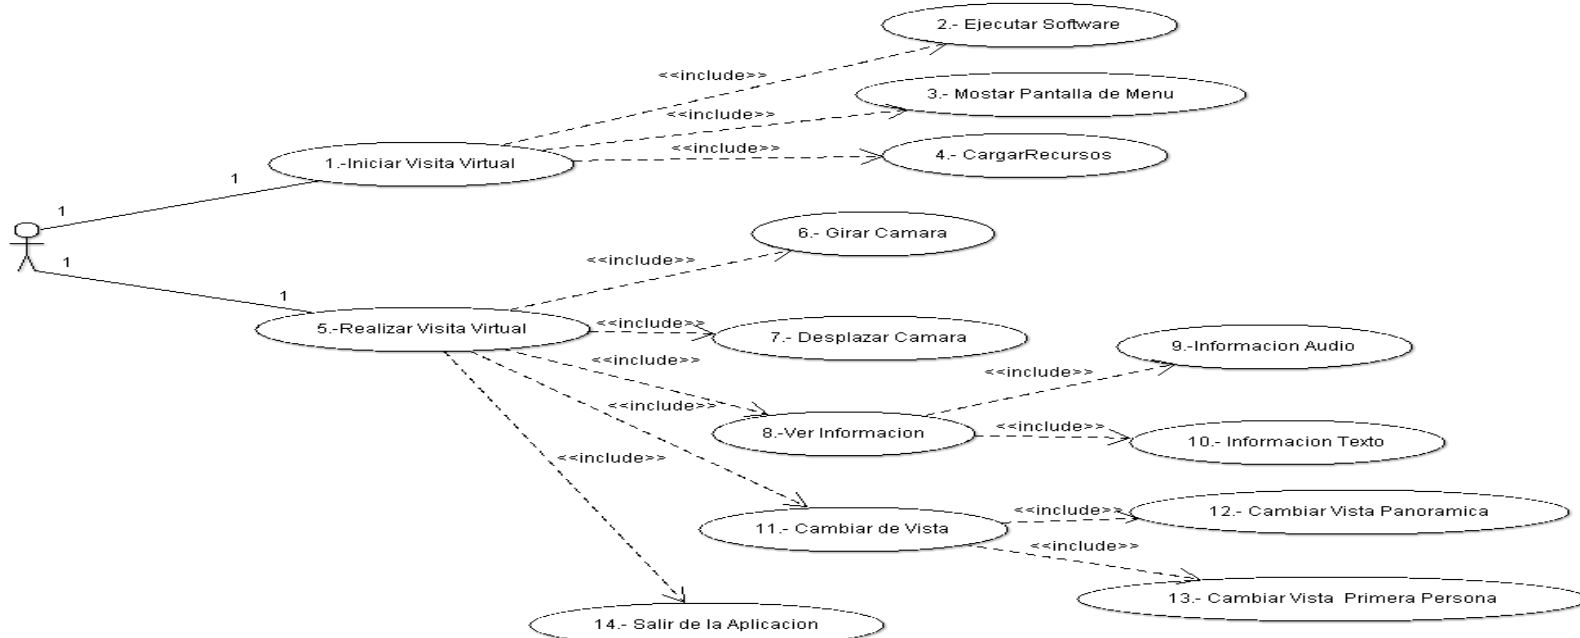 2.- Ejecutar Software
<<include>>
3.- Mostar Pantalla de Menu
<<include>>
<<include>>
4.- CargarRecursos
1.-Iniciar Visita Virtual
1
1
6.- Girar Camara
<<include>>
1
1
5.-Realizar Visita Virtual
<<include>>
7.- Desplazar Camara
9.-Informacion Audio
<<include>>
<<include>>
<<include>>
8.-Ver Informacion
<<include>>
10.- Informacion Texto
<<include>>
11.- Cambiar de Vista
<<include>>
12.- Cambiar Vista Panoramica
<<include>>
13.- Cambiar Vista  Primera Persona
14.- Salir de la Aplicacion